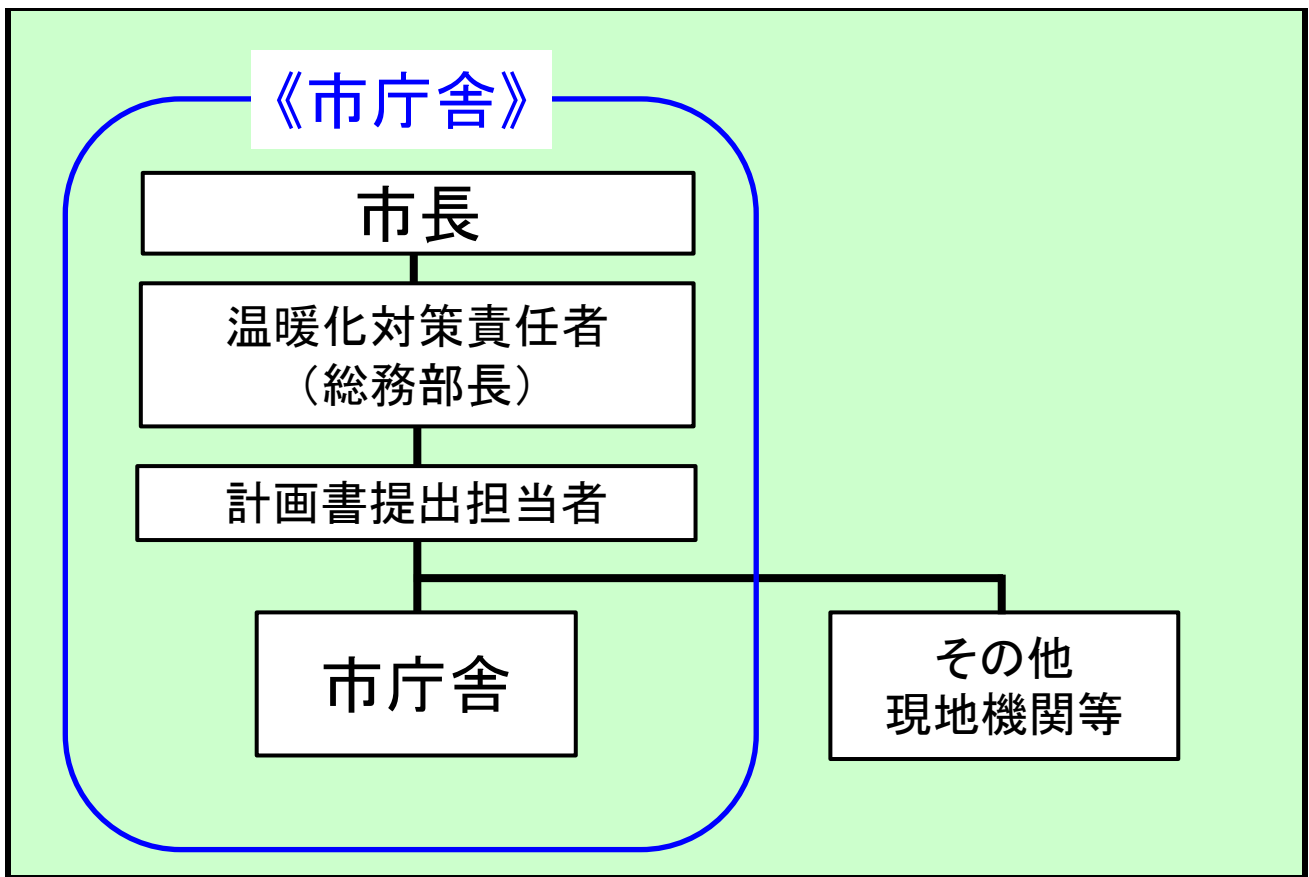 《市庁舎》
市長
温暖化対策責任者
（総務部長）
計画書提出担当者
市庁舎
その他
現地機関等